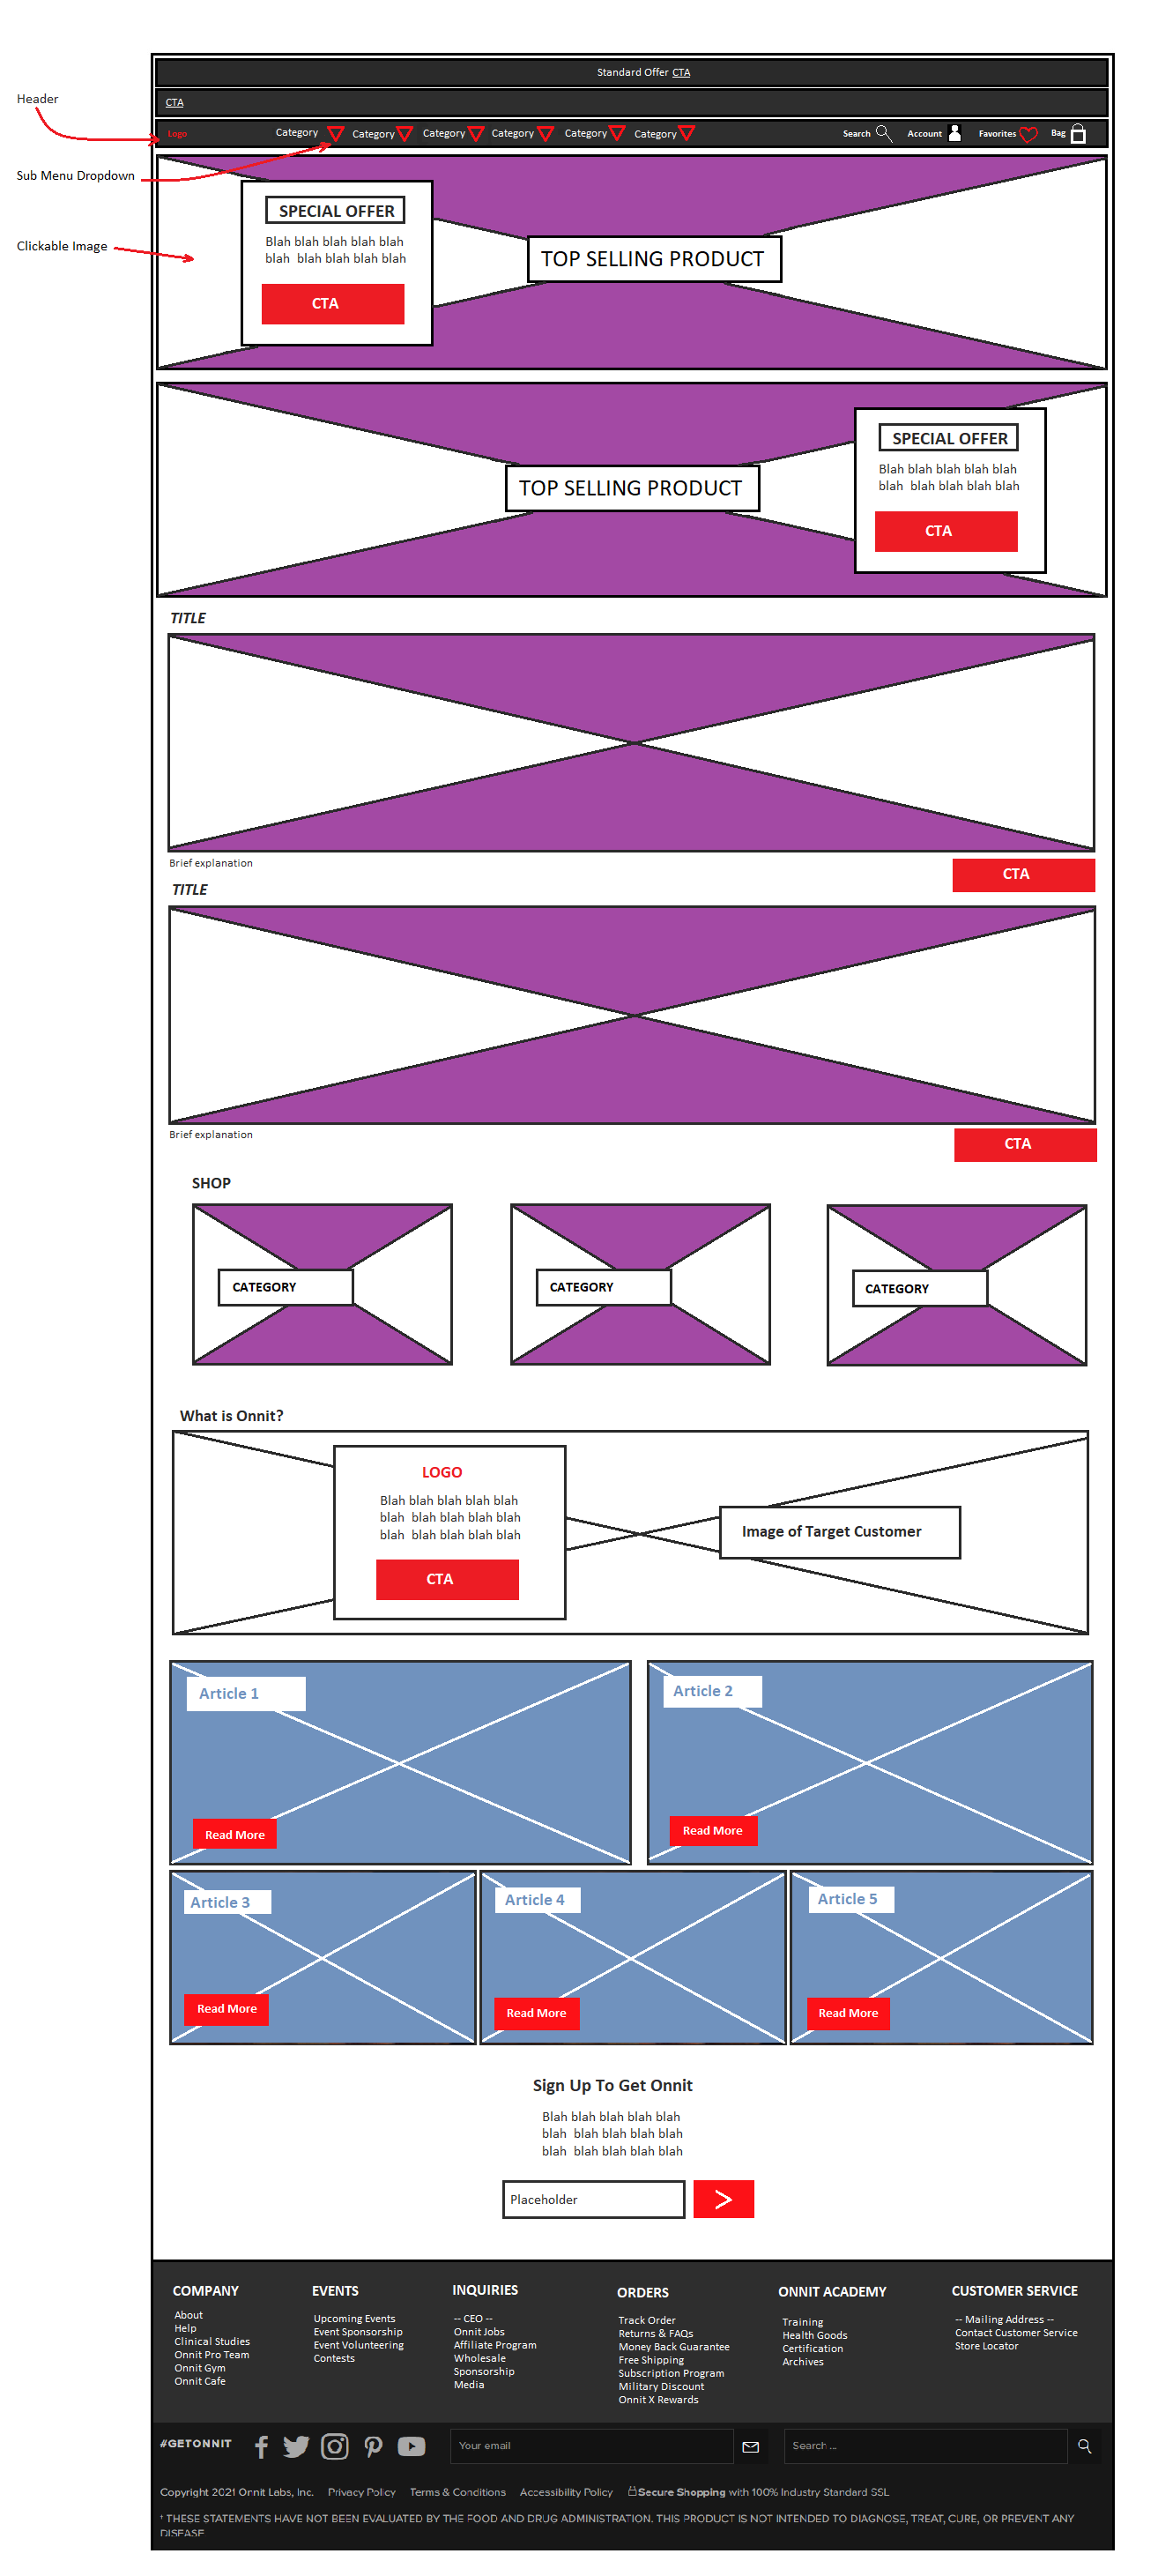 Standard Offer CTA
Header
CTA
Logo
Category
Category
Category
Category
Category
Category
Search
Account
Favorites
Bag
Sub Menu Dropdown
Clickable Image
SPECIAL OFFER
Blah blah blah blah blah
blah  blah blah blah blah
CTA
TOP SELLING PRODUCT
SPECIAL OFFER
Blah blah blah blah blah
blah  blah blah blah blah
CTA
TOP SELLING PRODUCT
TITLE
Brief explanation
CTA
TITLE
Brief explanation
CTA
SHOP
CATEGORY
CATEGORY
CATEGORY
What is Onnit?
LOGO
Blah blah blah blah blah
blah  blah blah blah blah
blah  blah blah blah blah
CTA
Image of Target Customer
Article 1
Read More
Article 2
Read More
Article 3
Read More
Article 4
Read More
Article 5
Read More
Sign Up To Get Onnit
Blah blah blah blah blah
blah  blah blah blah blah
blah  blah blah blah blah
Placeholder
>
COMPANY
About
Help
Clinical Studies
Onnit Pro Team
Onnit Gym
Onnit Cafe
EVENTS
Upcoming Events
Event Sponsorship
Event Volunteering
Contests
INQUIRIES
-- CEO --
Onnit Jobs
Affiliate Program
Wholesale
Sponsorship
Media
ORDERS
Track Order
Returns & FAQs
Money Back Guarantee
Free Shipping
Subscription Program
Military Discount
Onnit X Rewards
ONNIT ACADEMY
Training
Health Goods
Certification
Archives
CUSTOMER SERVICE
-- Mailing Address --
Contact Customer Service
Store Locator
#GETONNIT
Your email
Search ...
Copyright 2021 Onnit Labs, Inc. Privacy Policy Terms & Conditions Accessibility Policy Secure Shopping with 100% Industry Standard SSL
† THESE STATEMENTS HAVE NOT BEEN EVALUATED BY THE FOOD AND DRUG ADMINISTRATION. THIS PRODUCT IS NOT INTENDED TO DIAGNOSE, TREAT, CURE, OR PREVENT ANY
DISEASE